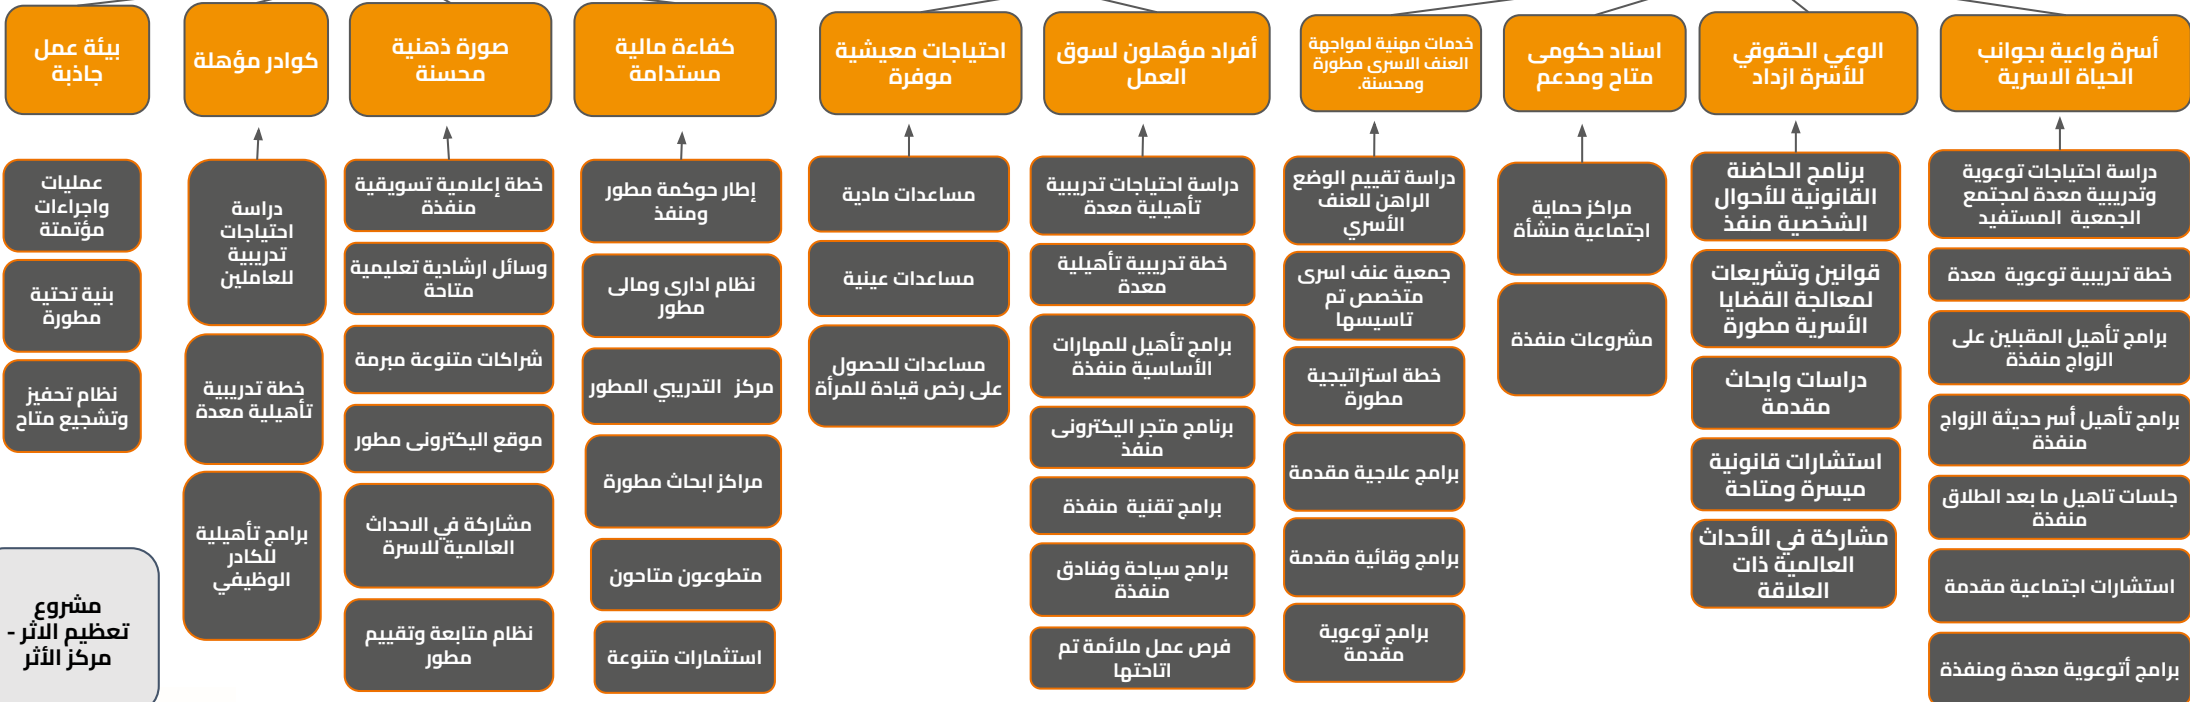 أسرة واعية بجوانب
الحياة الاسرية
دراسة احتياجات توعوية
وتدريبية معدة لمجتمع
الجمعية المستفيد
خطة تدريبية توعوية معدة
برامج تأهيل المقبلين على
الزواج منفذة
برامج تأهيل أسر حديثة الزواج
منفذة
جلسات تاهيل ما بعد الطلاق
منفذة
استشارات اجتماعية مقدمة
برامج أتوعوية معدة ومنفذة
الوعي الحقوقي
للأسرة ازداد
برنامج الحاضنة
القانونية للأحوال
الشخصية منفذ
قوانين وتشريعات
لمعالجة القضايا
الأسرية مطورة
دراسات وابحاث
مقدمة
استشارات قانونية
ميسرة ومتاحة
مشاركة في الأحداث
العالمية ذات
العلاقة
اسناد حكومى
متاح ومدعم
مراكز حماية
اجتماعية منشأة
مشروعات منفذة
خدمات مهنية لمواجهة
العنف الاسرى مطورة
ومحسنة.
دراسة تقييم الوضع
الراهن للعنف
الأسري
جمعية عنف اسرى
متخصص تم
تاسيسها
خطة استراتيجية
مطورة
برامج علاجية مقدمة
برامج وقائية مقدمة
برامج توعوية
مقدمة
أفراد مؤهلون لسوق
العمل
دراسة احتياجات تدريبية
تأهيلية معدة
خطة تدريبية تأهيلية
معدة
برامج تأهيل للمهارات
الأساسية منفذة
برنامج متجر اليكترونى
منفذ
برامج تقنية منفذة
برامج سياحة وفنادق
منفذة
فرص عمل ملائمة تم
اتاحتها
احتياجات معيشية
موفرة
مساعدات مادية
مساعدات عينية
مساعدات للحصول
على رخص قيادة للمرأة
كفاءة مالية
مستدامة
إطار حوكمة مطور
ومنفذ
نظام ادارى ومالى
مطور
مركز التدريبي المطور
مراكز ابحاث مطورة
متطوعون متاحون
استثمارات متنوعة
صورة ذهنية
محسنة
خطة إعلامية تسويقية
منفذة
وسائل ارشادية تعليمية
متاحة
شراكات متنوعة مبرمة
موقع اليكترونى مطور
مشاركة في الاحداث
العالمية للاسرة
نظام متابعة وتقييم
مطور
كوادر مؤهلة
دراسة
احتياجات
تدريبية
للعاملين
خطة تدريبية
تأهيلية معدة
برامج تأهيلية
للكادر
الوظيفي
بيئة عمل
جاذبة
عمليات
واجراءات
مؤتمتة
بنية تحتية
مطورة
نظام تحفيز
وتشجيع متاح
مشروع
تعظيم الاثر -
مركز الأثر